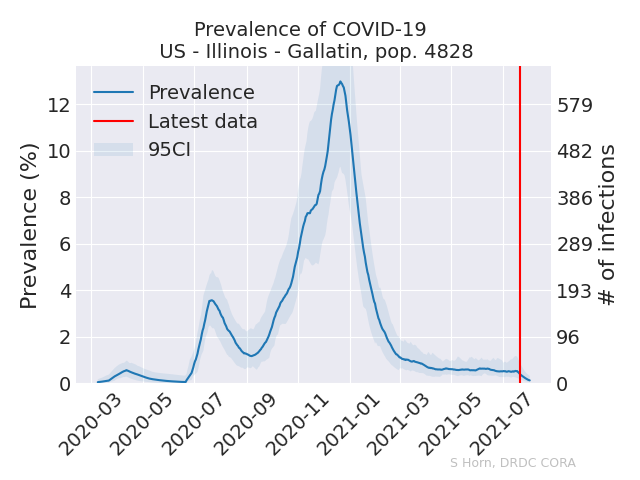 Prevalence of COVID-19
US - Illinois - Gallatin, pop. 4828
Prevalence
Latest data
95CI
Prevalence (%)
12
10
8
6
4
2
0
579
482
386
289
193
96
0
# of infections
2020-03
2020-05
2020-07
2020-09
2020-11
2021-01
2021-03
2021-05
2021-07
S Horn, DRDC CORA